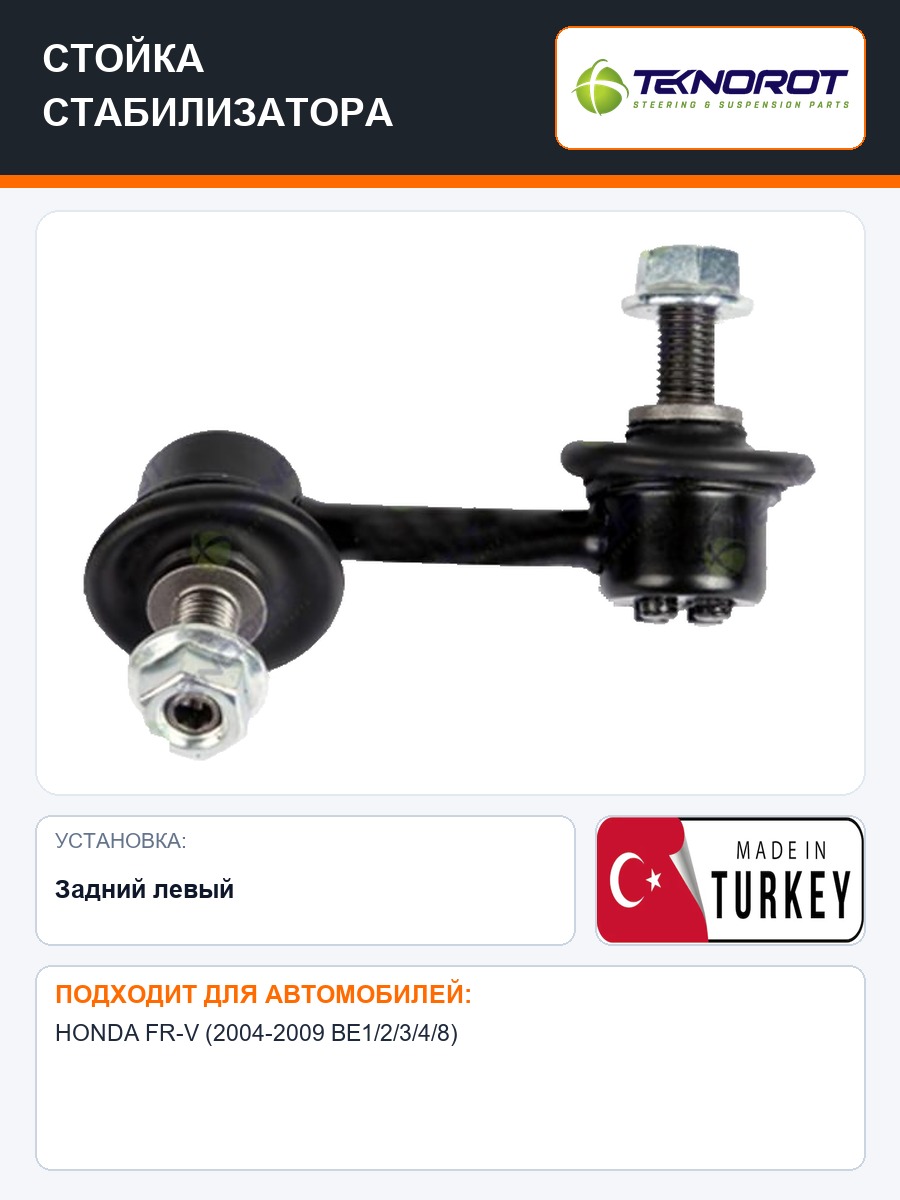 СТОЙКА
СТАБИЛИЗАТОРА
TEKNOROT
STEERING & SUSPENSION PARTS
УСТАНОВКА:
Задний левый
MADE IN
TURKEY
ПОДХОДИТ ДЛЯ АВТОМОБИЛЕЙ:
HONDA FR-V (2004-2009 BE1/2/3/4/8)